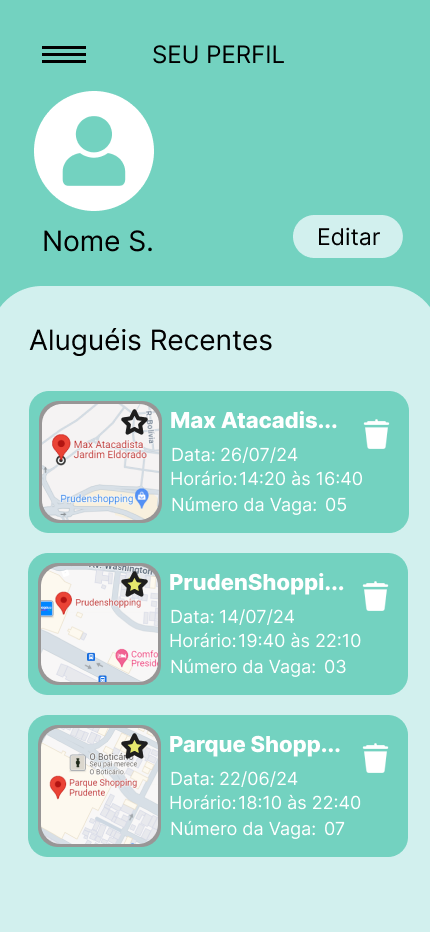 SEU PERFIL
Nome S.
Editar
Aluguéis Recentes
R. Bolívia
Max Atacadista
Jardim Eldorado
Prudenshopping
Max Atacadis...
Data: 26/07/24
Horário:14:20 às 16:40
Número da Vaga: 05
Av. Washington
Prudenshopping
Comfo
Preside
PrudenShoppi...
Data: 14/07/24
Horário:19:40 às 22:10
Número da Vaga: 03
O Boticário
Seu pai merece
O Boticário
Parque Shopping
Prudente
Parque Shopp...
Data: 22/06/24
Horário:18:10 às 22:40
Número da Vaga: 07